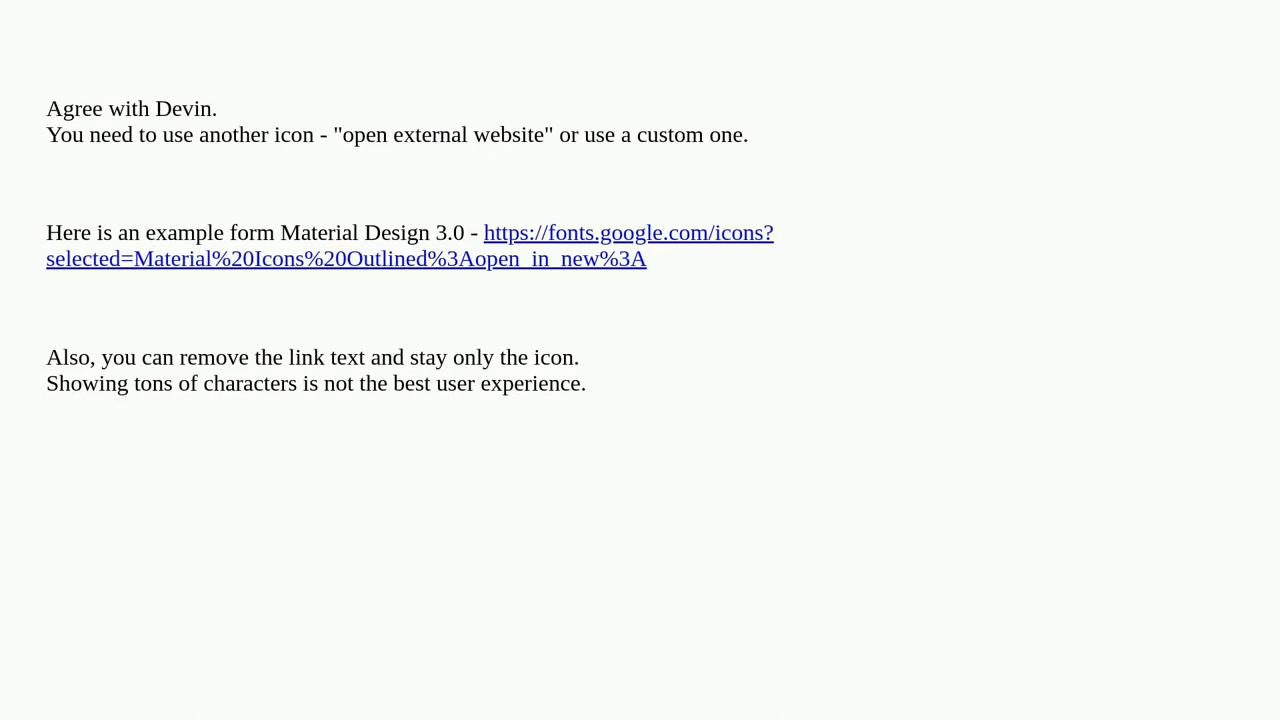 Agree with Devin.
You need to use another icon - "open external website" or use a custom one.
Here is an example form Material Design 3.0 - https://fonts.google.com/icons?
selected=Material%20Icons%20Outlined%3Aopen_in_new%3A
Also, you can remove the link text and stay only the icon.
Showing tons of characters is not the best user experience.